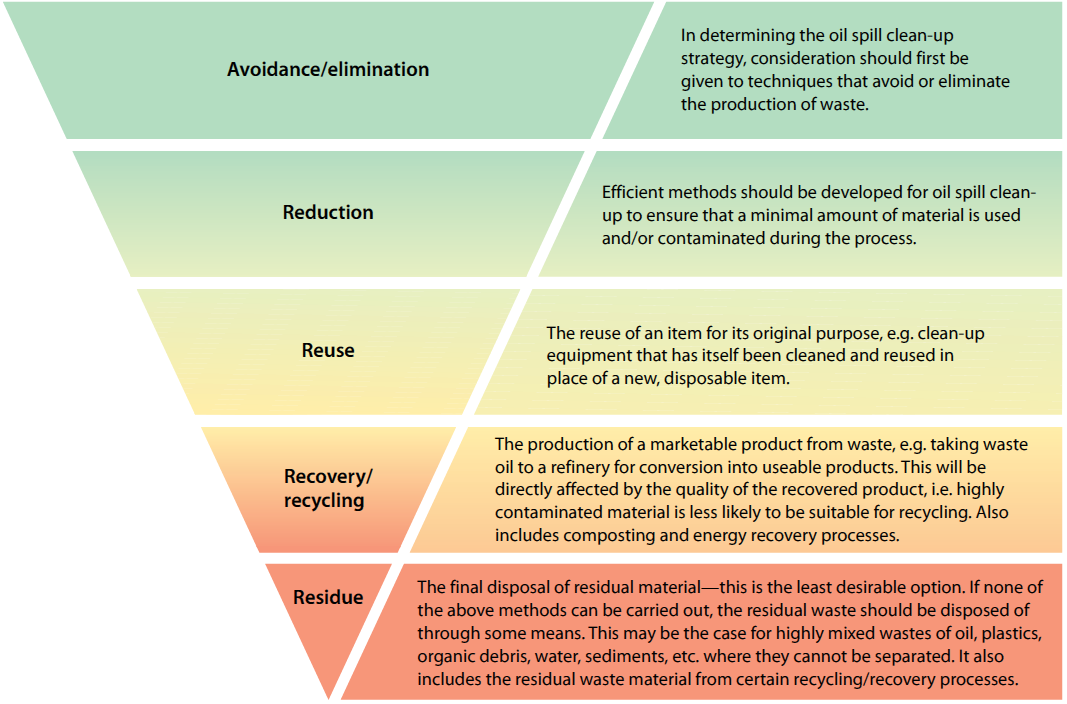 Avoidance/elimination
In determining the oil spill clean-up
strategy, consideration should first be
given to techniques that avoid or eliminate
the production of waste.
Reduction
Efficient methods should be developed for oil spill clean-
up to ensure that a minimal amount of material is used
and/or contaminated during the process.
Reuse
The reuse of an item for its original purpose, e.g. clean-up
equipment that has itself been cleaned and reused in
place of a new, disposable item.
Recovery/
recycling
The production of a marketable product from waste, e.g. taking waste
oil to a refinery for conversion into useable products. This will be
directly affected by the quality of the recovered product, i.e. highly
contaminated material is less likely to be suitable for recycling. Also
includes composting and energy recovery processes.
Residue
The final disposal of residual material—this is the least desirable option. If none of
the above methods can be carried out, the residual waste should be disposed of
through some means. This may be the case for highly mixed wastes of oil, plastics,
organic debris, water, sediments, etc. where they cannot be separated. It also
includes the residual waste material from certain recycling/recovery processes.